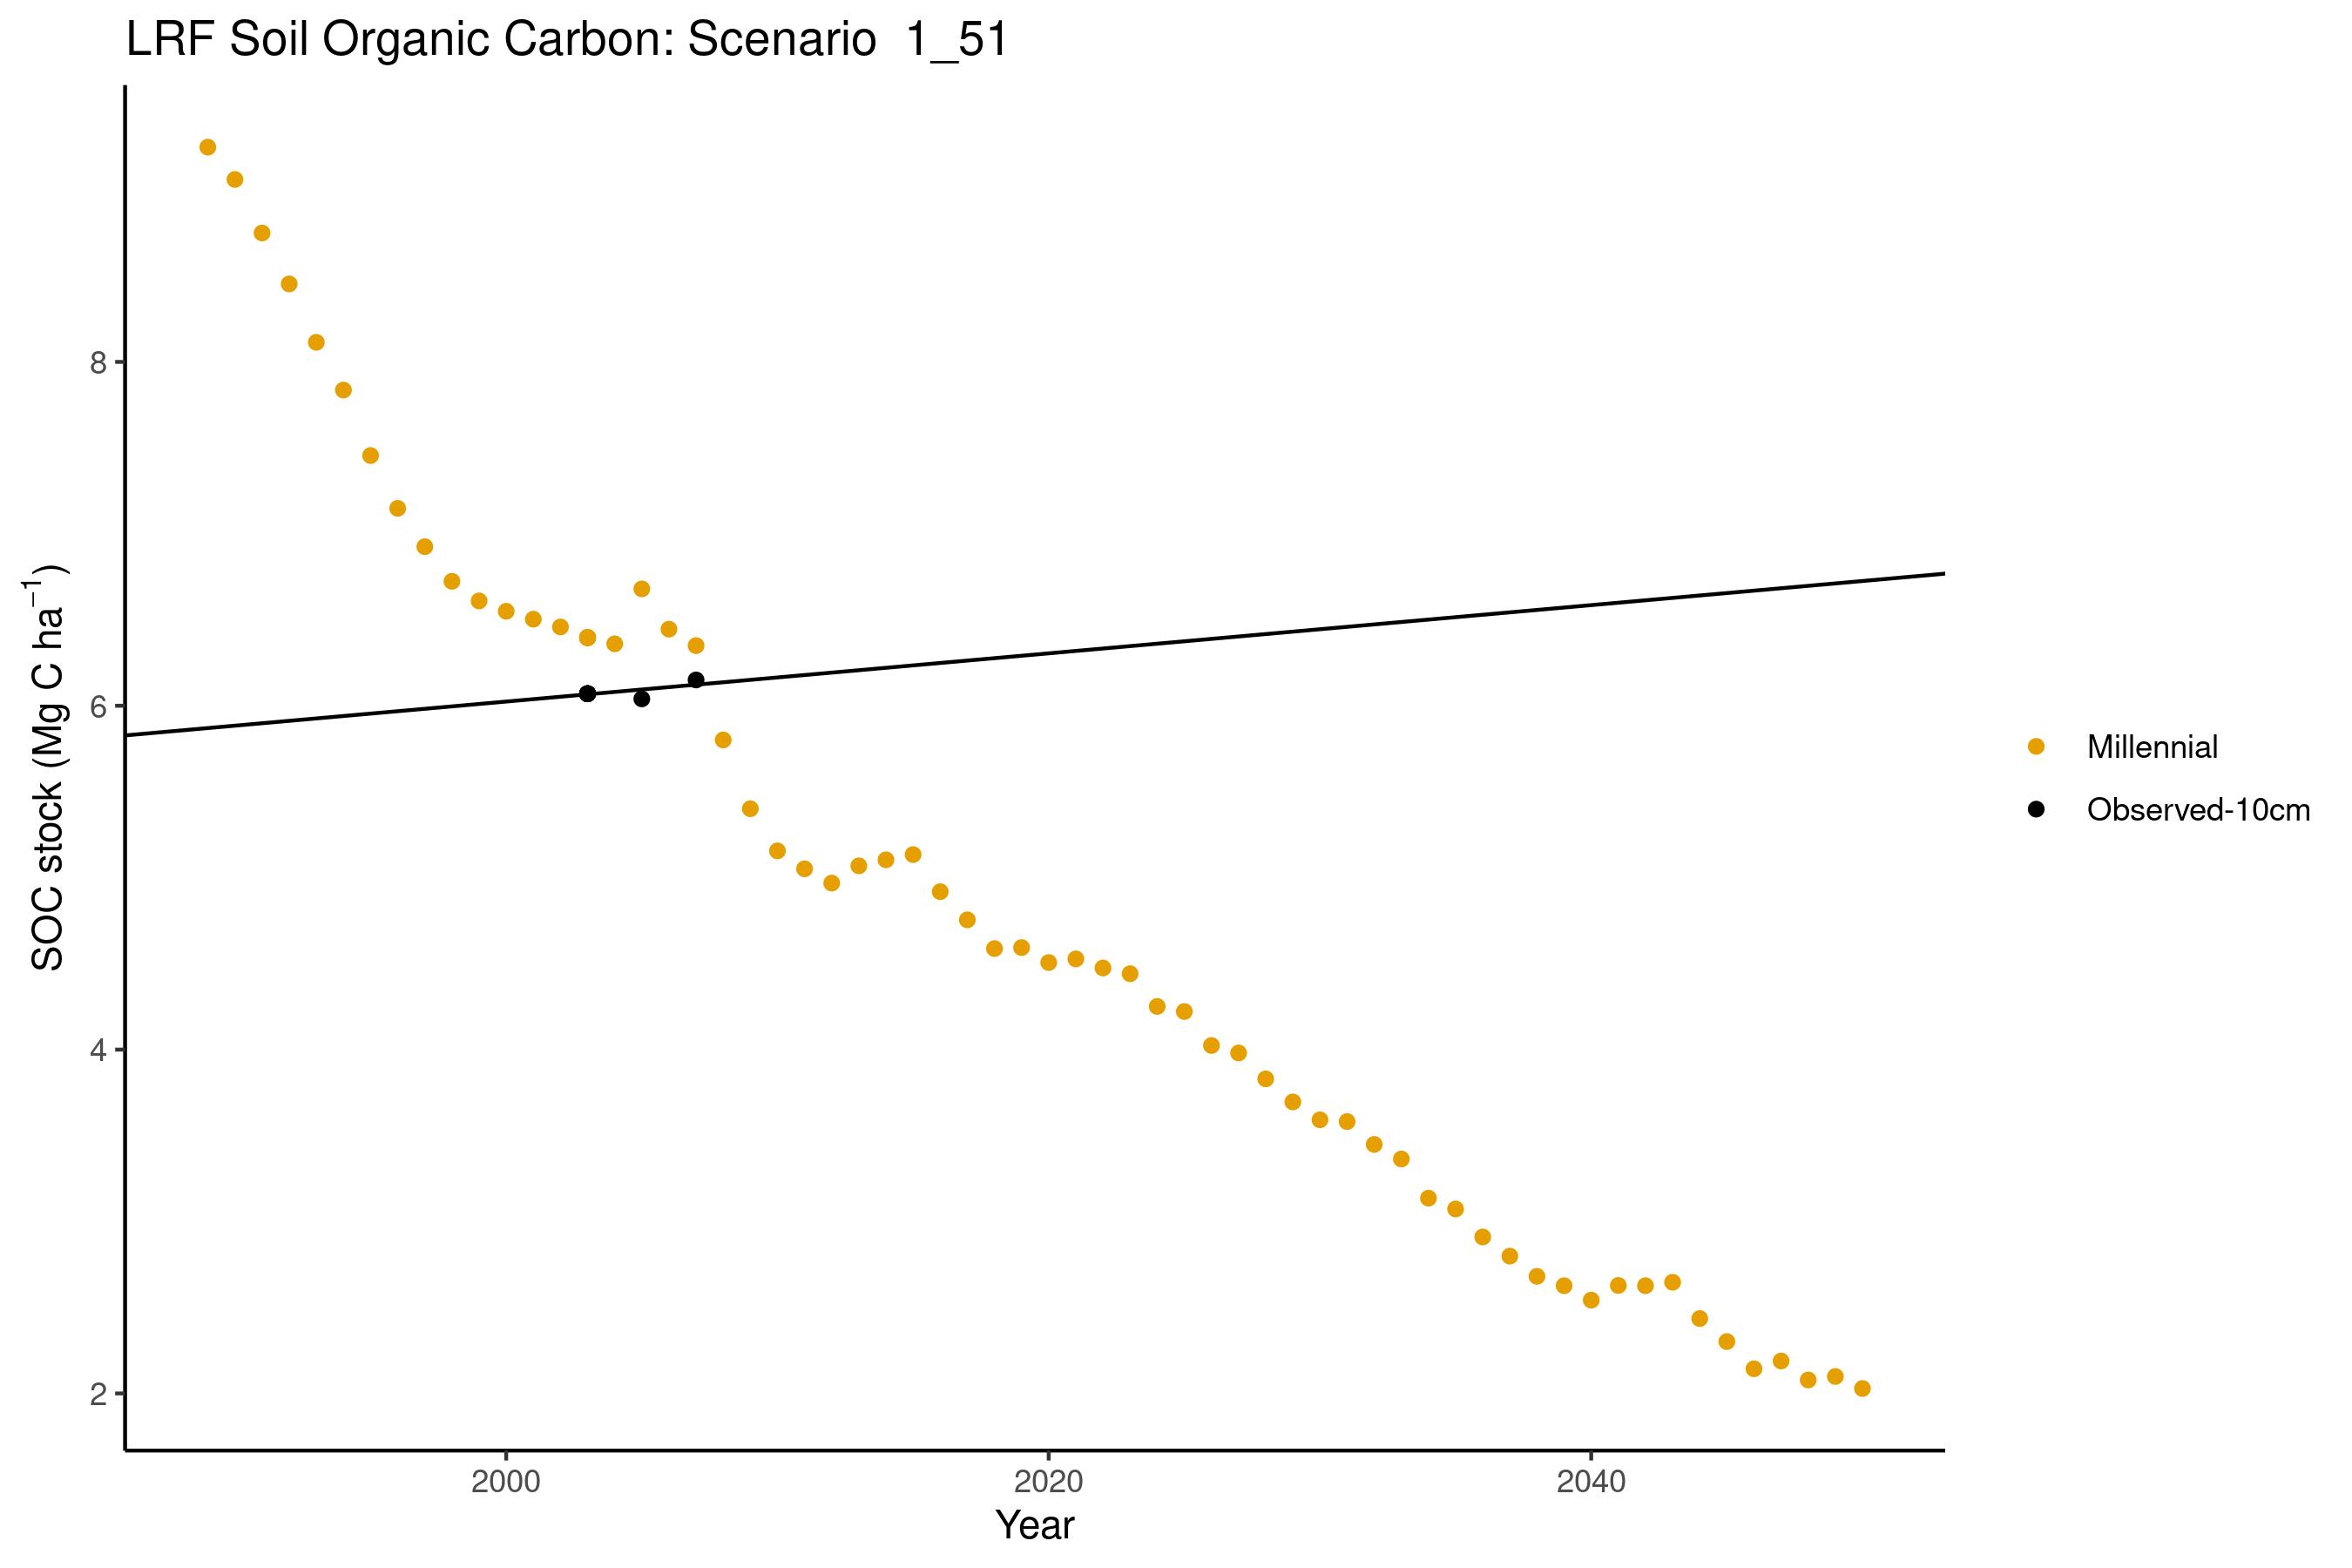 LRF Soil Organic Carbon: Scenario  1_51
SOC stock (Mg C ha⁻¹)
8
6
4
2
2000
2020
2040
Year
Millennial
Observed-10cm